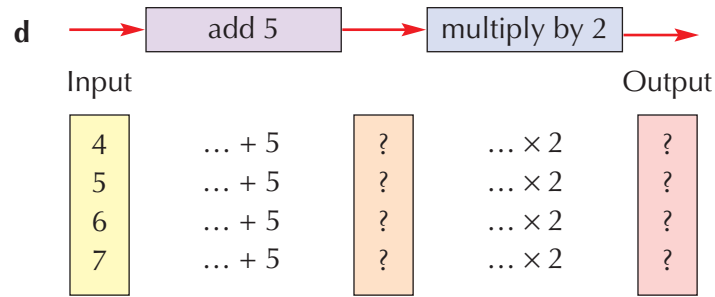 d add 5 multiply by 2
Input Output
4 … + 5 ? … × 2 ?
5 … + 5 ? … × 2 ?
6 … + 5 ? … × 2 ?
7 … + 5 ? … × 2 ?